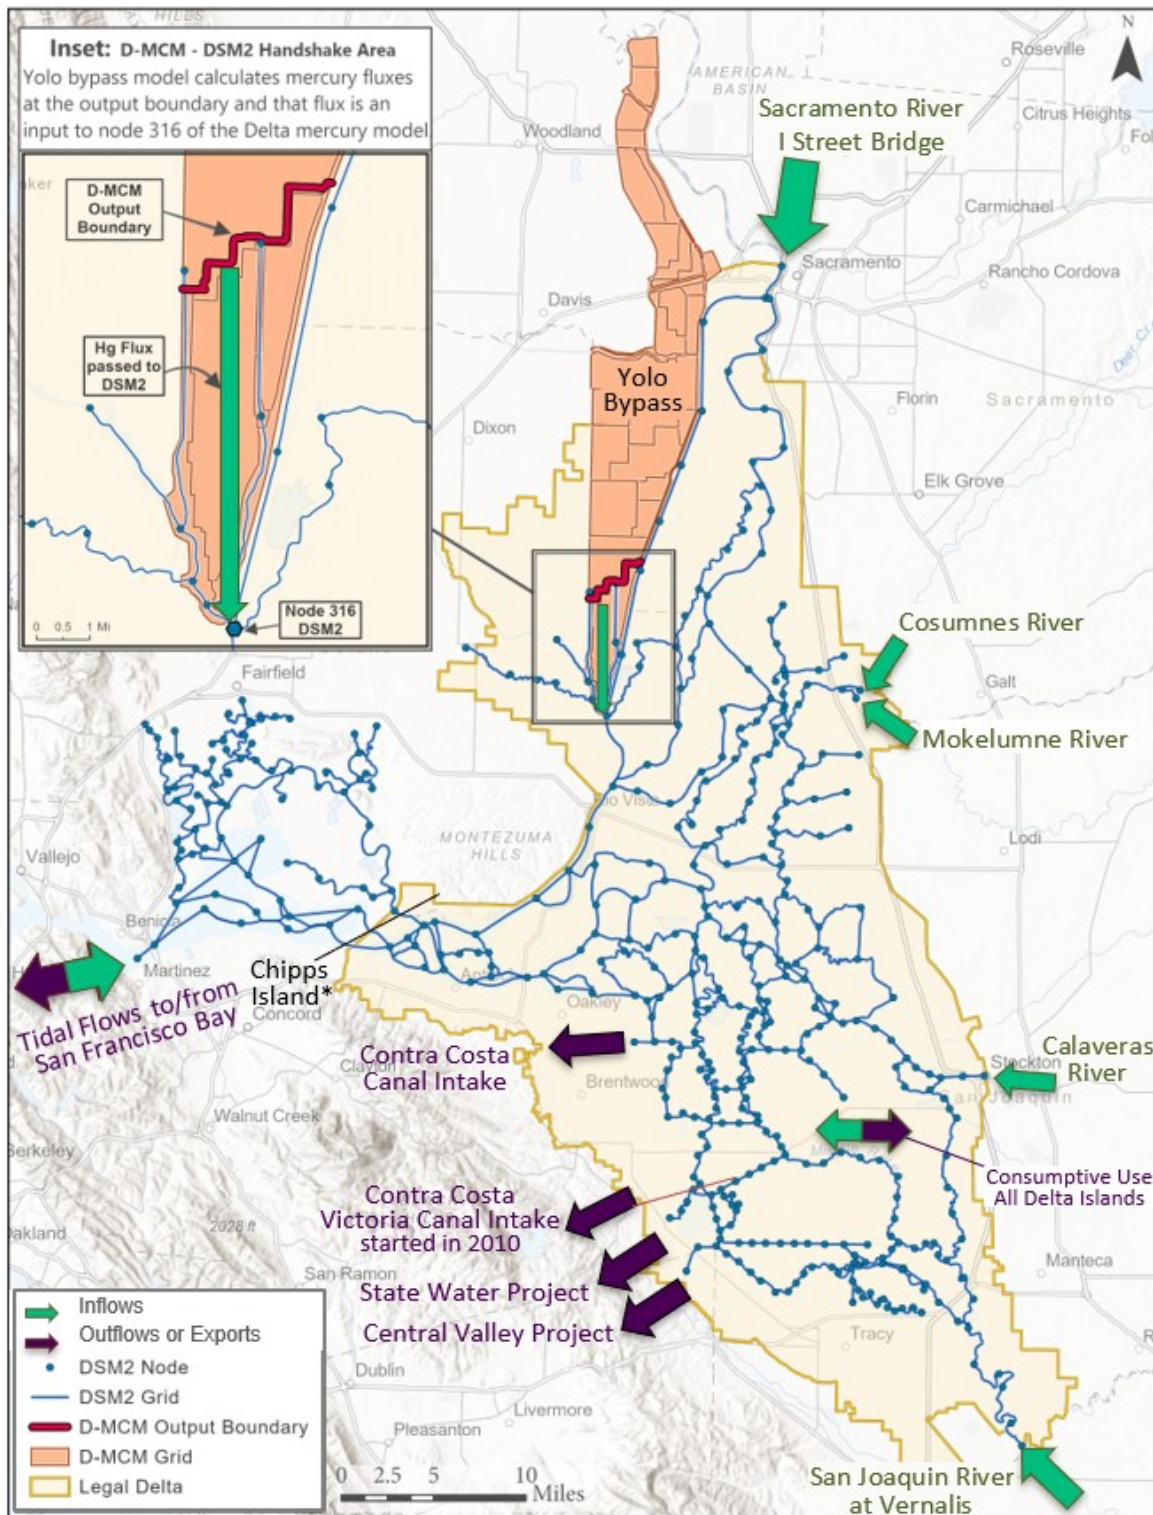 HILLS
Inset: D-MCM - DSM2 Handshake Area
Yolo bypass model calculates mercury fluxes
at the output boundary and that flux is an
input to node 316 of the Delta mercury model
D-MCM
Output
Boundary
Hg Flux
passed to
DSM2
Node 316
DSM2
0 0.5 1 Mi
N
Roseville
AMERICAN
BASIN
Sacramento River
I Street Bridge
Citrus Heights
Woodland
Carmichael
Sacramento
Rancho Cordova
Davis
Yolo
Bypass
Florin
Sacramento
Dixon
Elk Grove
Cosumnes River
Fairfield
Galt
Mokelumne River
MONTEZUMA
HILLS
Lodi
Vallejo
Benicia
Martinez
Chipps
Island*
Oakley
Tidal Flows to/from
San Francisco Bay
Concord
Contra Costa
Canal Intake
Calaveras
River
Stockton
San Joaquin
Brentwood
Clayton
Walnut Creek
Berkeley
Consumptive Use
All Delta Islands
Contra Costa
Victoria Canal Intake
started in 2010
2028 ft
Oakland
San Ramon
Manteca
State Water Project
Central Valley Project
Tracy
Dublin
Livermore
Pleasanton
Inflows
Outflows or Exports
DSM2 Node
DSM2 Grid
D-MCM Output Boundary
D-MCM Grid
Legal Delta
0 2.5 5 10
Miles
San Joaquin River
at Vernalis